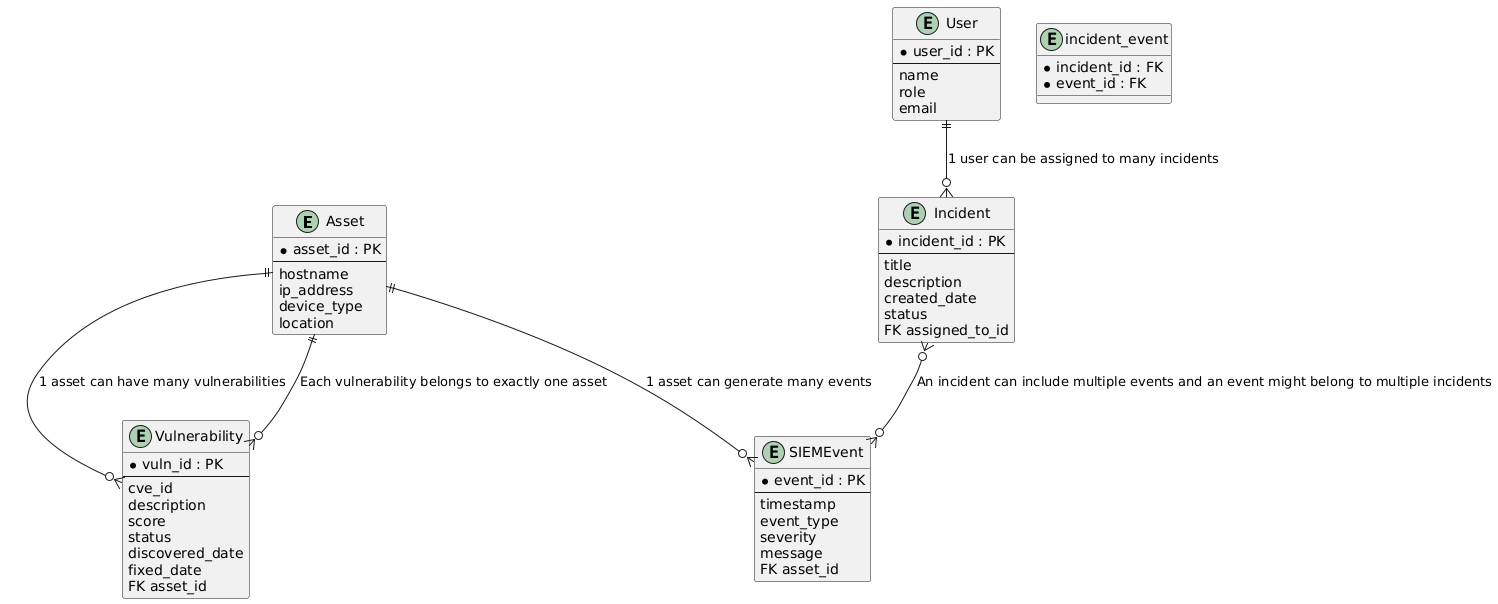 E User
* user_id : PK
name
role
email
E incident_event
* incident_id : FK
* event_id : FK
1 user can be assigned to many incidents
E Asset
* asset_id : PK
hostname
ip_address
device_type
location
E Incident
* incident_id : PK
title
description
created_date
status
FK assigned_to_id
1 asset can have many vulnerabilities
Each vulnerability belongs to exactly one asset
1 asset can generate many events
An incident can include multiple events and an event might belong to multiple incidents
E Vulnerability
* vuln_id : PK
cve_id
description
score
status
discovered_date
fixed_date
FK asset_id
E SIEMEvent
* event_id : PK
timestamp
event_type
severity
message
FK asset_id